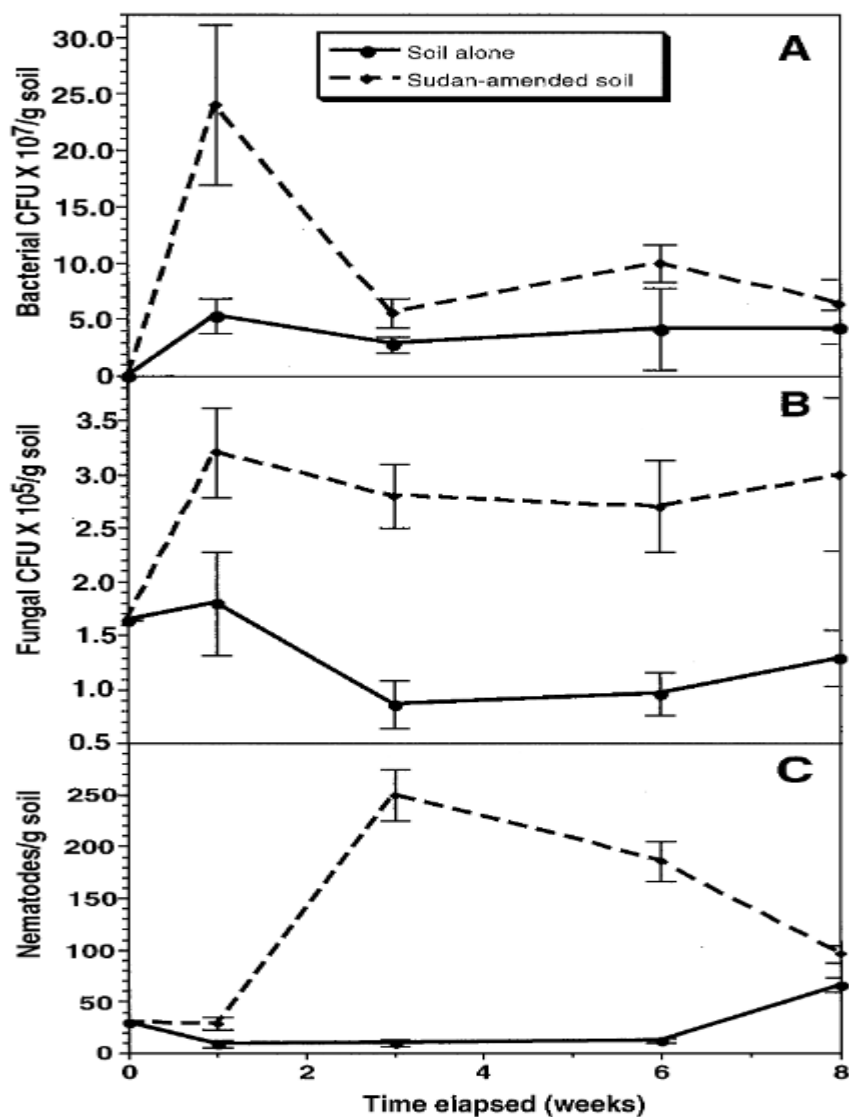 A
Soil alone
Sudan-amended soil
Bacterial CFU X 10⁷/g soil
30.0
25.0
20.0
15.0
10.0
5.0
0
B
Fungal CFU X 10⁵/g soil
3.5
3.0
2.5
2.0
1.5
1.0
0.5
C
Nematodes/g soil
250
200
150
100
50
0
0 2 4 6 8
Time elapsed (weeks)